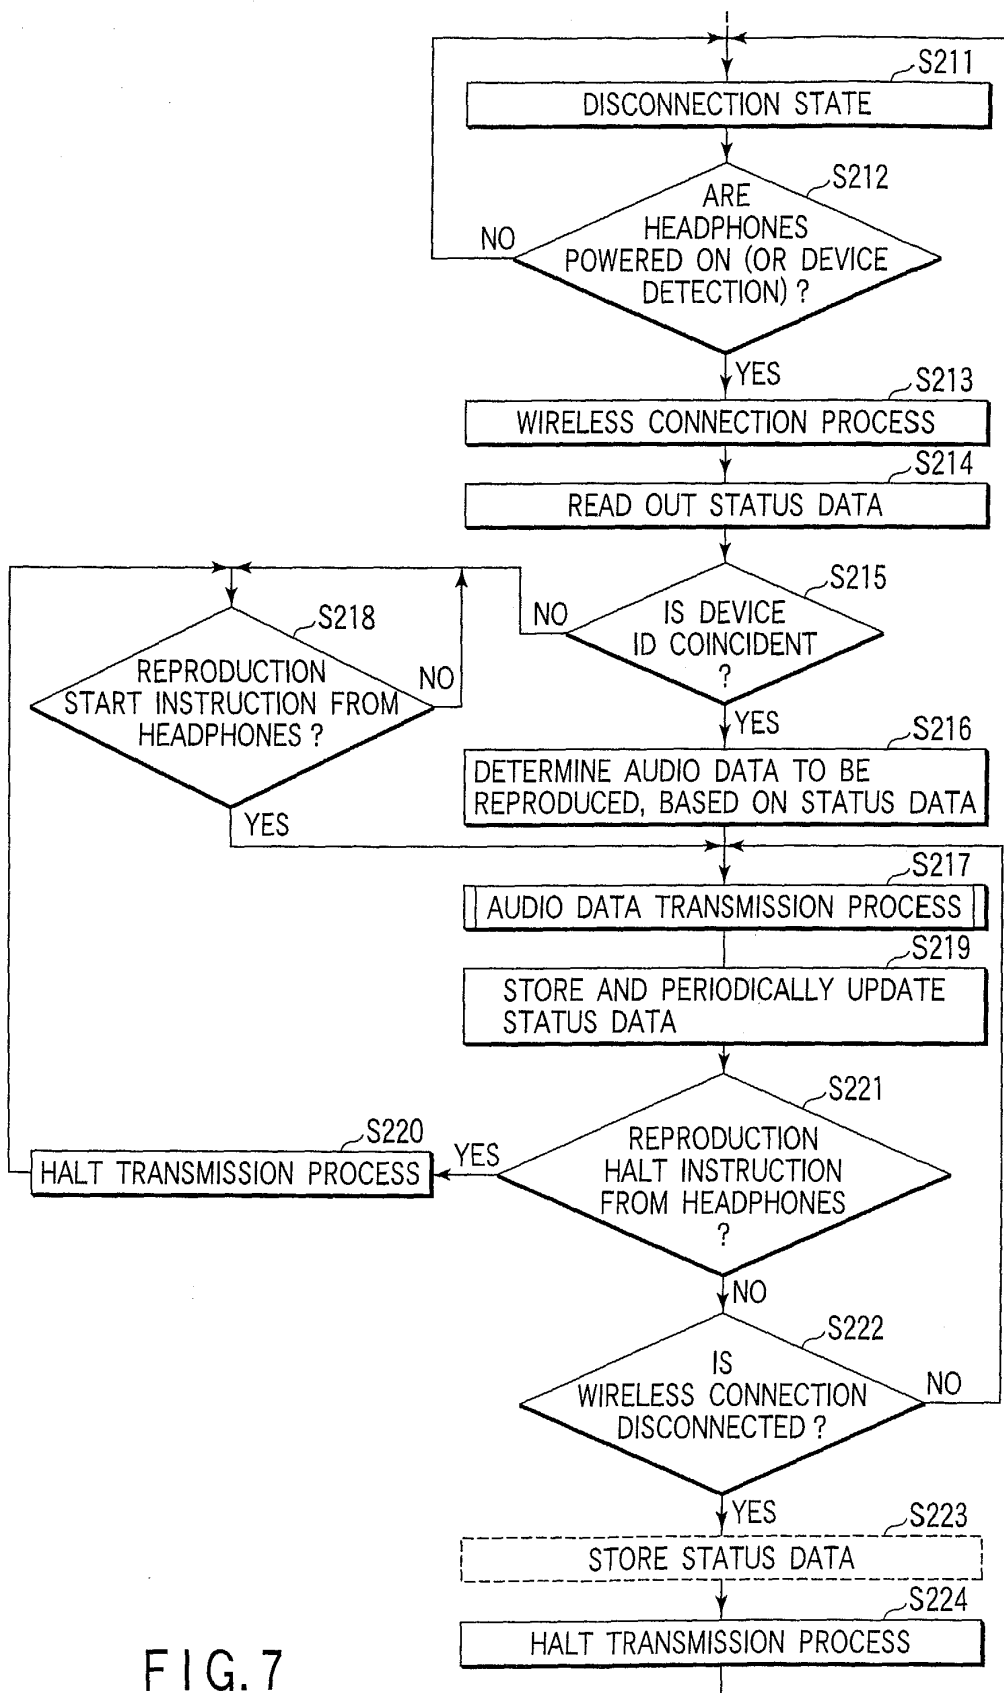 S211
DISCONNECTION STATE
S212
ARE
HEADPHONES
POWERED ON (OR DEVICE
DETECTION) ?
NO
YES
S213
WIRELESS CONNECTION PROCESS
S214
READ OUT STATUS DATA
S215
IS DEVICE
ID COINCIDENT
?
NO
YES
S218
REPRODUCTION
START INSTRUCTION FROM
HEADPHONES ?
NO
YES
S216
DETERMINE AUDIO DATA TO BE
REPRODUCED, BASED ON STATUS DATA
S217
AUDIO DATA TRANSMISSION PROCESS
S219
STORE AND PERIODICALLY UPDATE
STATUS DATA
S221
REPRODUCTION
HALT INSTRUCTION
FROM HEADPHONES
?
YES
S220
HALT TRANSMISSION PROCESS
NO
S222
IS
WIRELESS CONNECTION
DISCONNECTED ?
NO
YES
S223
STORE STATUS DATA
S224
HALT TRANSMISSION PROCESS
FIG. 7